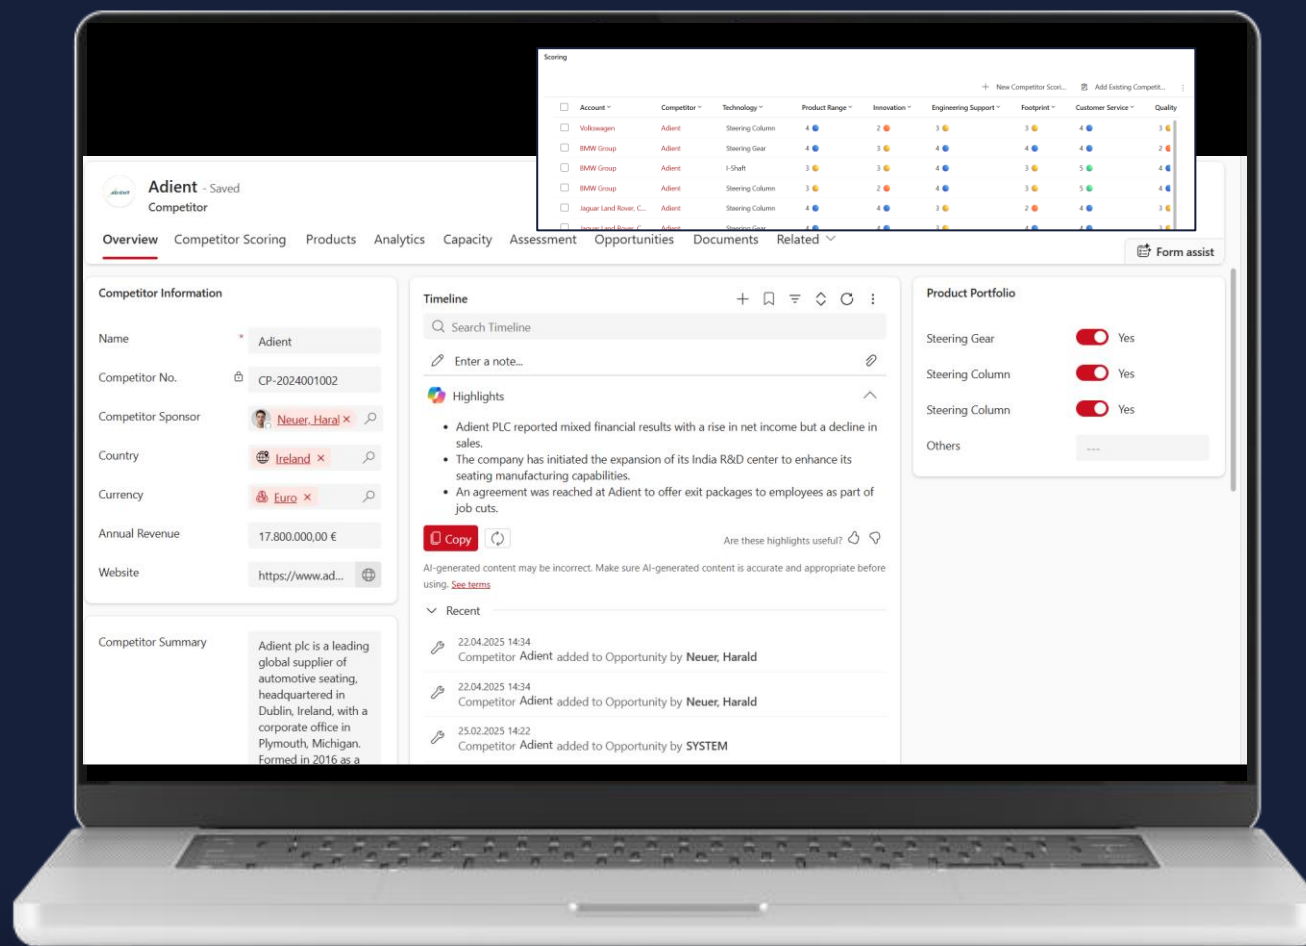 Scoring
New Competitor Scori... Add Existing Competit...
Account Competitor Technology Product Range Innovation Engineering Support Footprint Customer Service Quality
Volkswagen Adient Steering Column 4 2 3 3 4 3
BMW Group Adient Steering Gear 4 3 4 4 4 2
BMW Group Adient I-Shaft 3 3 4 3 5 4
BMW Group Adient Steering Column 3 2 4 3 5 4
Jaguar Land Rover, C... Adient Steering Column 4 4 3 2 4 3
Jaguar Land Rover, C... Adient Steering Gear 4 4 3 4 4 3
Adient - Saved
Competitor
Overview Competitor Scoring Products Analytics Capacity Assessment Opportunities Documents Related
Form assist
Competitor Information
Name * Adient
Competitor No. CP-2024001002
Competitor Sponsor Neuer, Haral ×
Country Ireland ×
Currency Euro ×
Annual Revenue 17.800.000,00 €
Website https://www.ad...
Competitor Summary
Adient plc is a leading
global supplier of
automotive seating,
headquartered in
Dublin, Ireland, with a
corporate office in
Plymouth, Michigan.
Formed in 2016 as a
Timeline
Search Timeline
Enter a note...
Highlights
• Adient PLC reported mixed financial results with a rise in net income but a decline in
sales.
• The company has initiated the expansion of its India R&D center to enhance its
seating manufacturing capabilities.
• An agreement was reached at Adient to offer exit packages to employees as part of
job cuts.
Copy
Are these highlights useful?
AI-generated content may be incorrect. Make sure AI-generated content is accurate and appropriate before
using. See terms
Recent
22.04.2025 14:34
Competitor Adient added to Opportunity by Neuer, Harald
22.04.2025 14:34
Competitor Adient added to Opportunity by Neuer, Harald
25.02.2025 14:22
Competitor Adient added to Opportunity by SYSTEM
Product Portfolio
Steering Gear Yes
Steering Column Yes
Steering Column Yes
Others ---